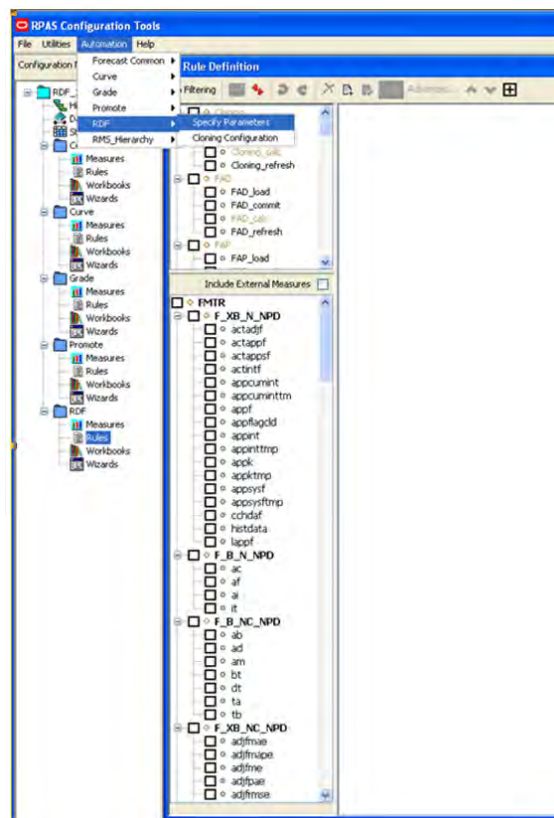 RPAS Configuration Tools
File Utilities Automation Help
Configuration
Forecast Common
Curve
Grade
Promote
RDF
RMS_Hierarchy
Specify Parameters
Cloning Configuration
Rule Definition
Filtering
Advanced...
RDF_
Measures
Rules
Workbooks
Wizards
Curve
Measures
Rules
Workbooks
Wizards
Grade
Measures
Rules
Workbooks
Wizards
Promote
Measures
Rules
Workbooks
Wizards
RDF
Measures
Rules
Workbooks
Wizards
Cloning
Cloning_calc
Cloning_refresh
FAD
FAD_load
FAD_commit
FAD_calc
FAD_refresh
FAP
FAP_load
Include External Measures
FMTR
F_XB_N_NPD
actadjf
actappf
actappsf
actintf
appcumint
appcuminttm
appf
appflagcld
appint
appinttmp
appk
appktmp
appsysf
appsysftmp
cchdaf
histdata
lappf
F_B_N_NPD
ac
af
ai
it
F_B_NC_NPD
ab
ad
am
bt
dt
ta
tb
F_XB_NC_NPD
adjfmae
adjfmape
adjfme
adjfpae
adjfrmse